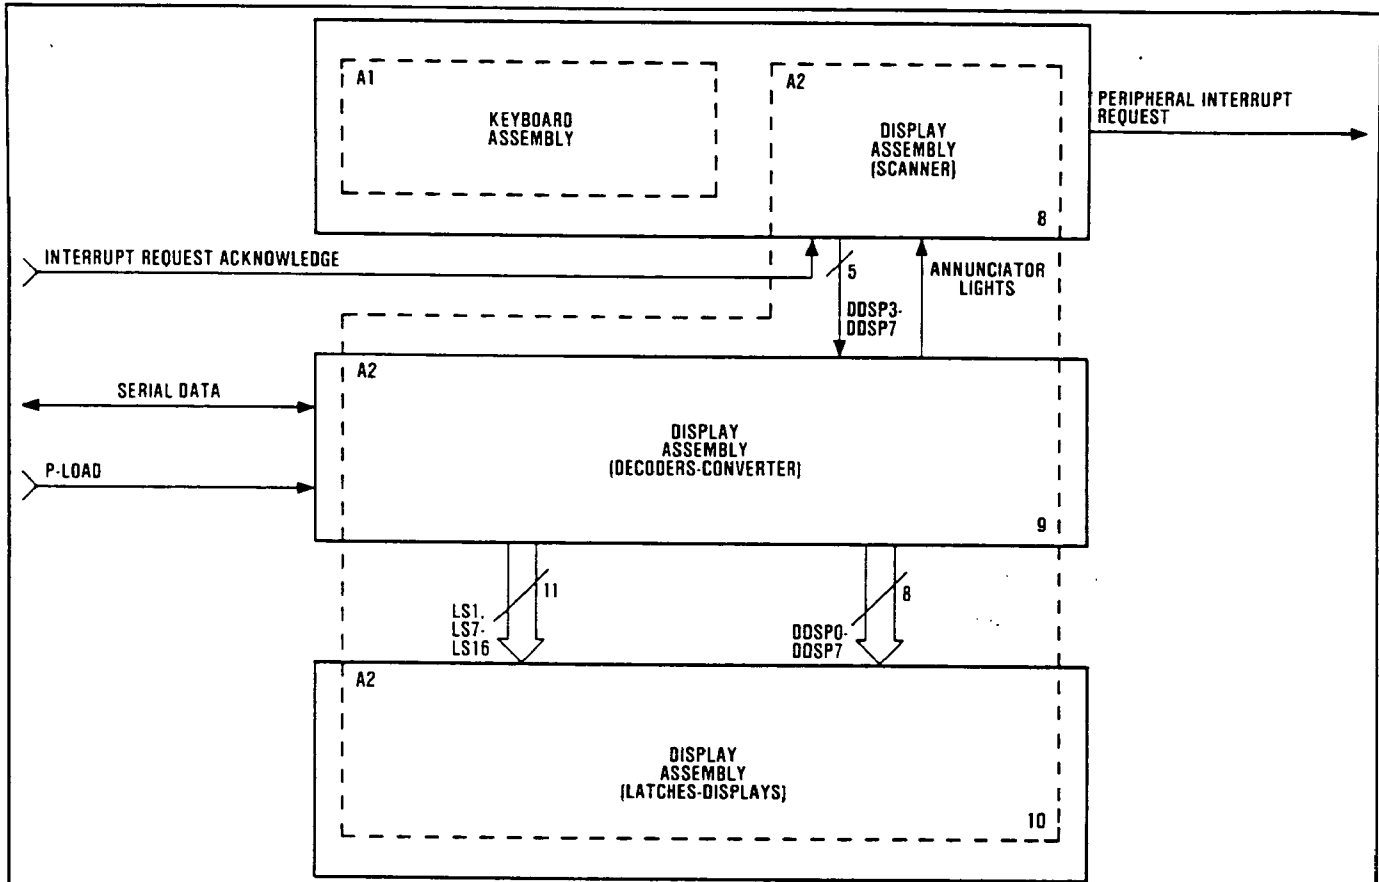 A1
KEYBOARD
ASSEMBLY
A2
DISPLAY
ASSEMBLY
(SCANNER)
8
PERIPHERAL INTERRUPT
REQUEST
INTERRUPT REQUEST ACKNOWLEDGE
5
DDSP3-
DDSP7
ANNUNCIATOR
LIGHTS
A2
SERIAL DATA
DISPLAY
ASSEMBLY
(DECODERS-CONVERTER)
P-LOAD
9
11
LS1,
LS7-
LS16
8
DDSP0-
DDSP7
A2
DISPLAY
ASSEMBLY
(LATCHES-DISPLAYS)
10